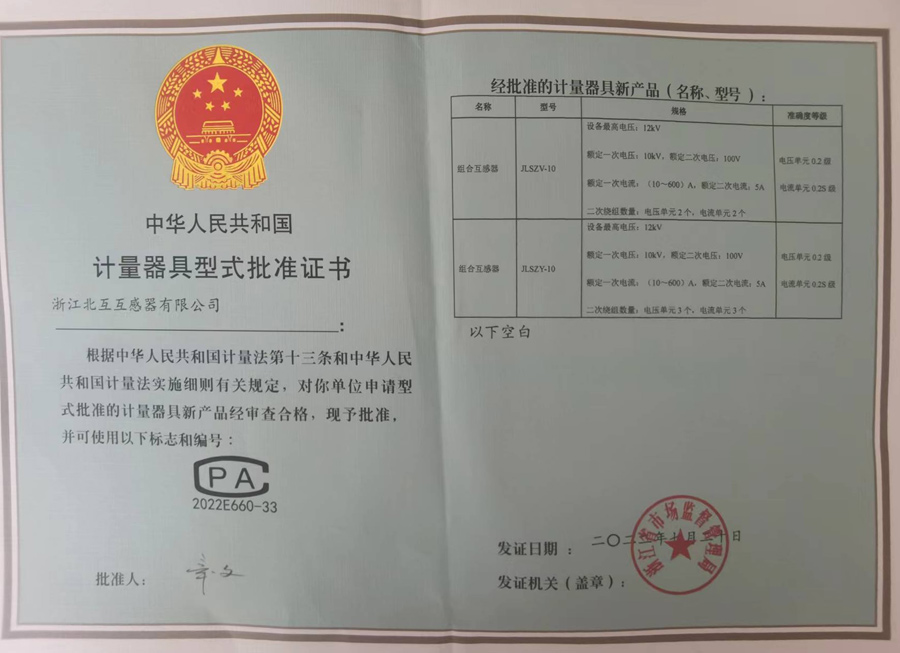 中华人民共和国
计量器具型式批准证书
浙江北互互感器有限公司
：
根据中华人民共和国计量法第十三条和中华人民
共和国计量法实施细则有关规定，对你单位申请型
式批准的计量器具新产品经审查合格，现予批准，
并可使用以下标志和编号：
CPA
2022E660-33
批准人：
经批准的计量器具新产品（名称、型号）：
名称 型号 规格 准确度等级
设备最高电压：12kV
额定一次电压：10kV，额定二次电压：100V 电压单元 0.2 级
组合互感器 JLSZV-10
额定一次电流：（10～600）A，额定二次电流：5A 电流单元 0.2S 级
二次绕组数量：电压单元 2 个，电流单元 2 个
设备最高电压：12kV
额定一次电压：10kV，额定二次电压：100V 电压单元 0.2 级
组合互感器 JLSZY-10
额定一次电流：（10～600）A，额定二次电流：5A 电流单元 0.2S 级
二次绕组数量：电压单元 3 个，电流单元 3 个
以下空白
浙江省市场监督管理局
发证日期：
发证机关（盖章）：